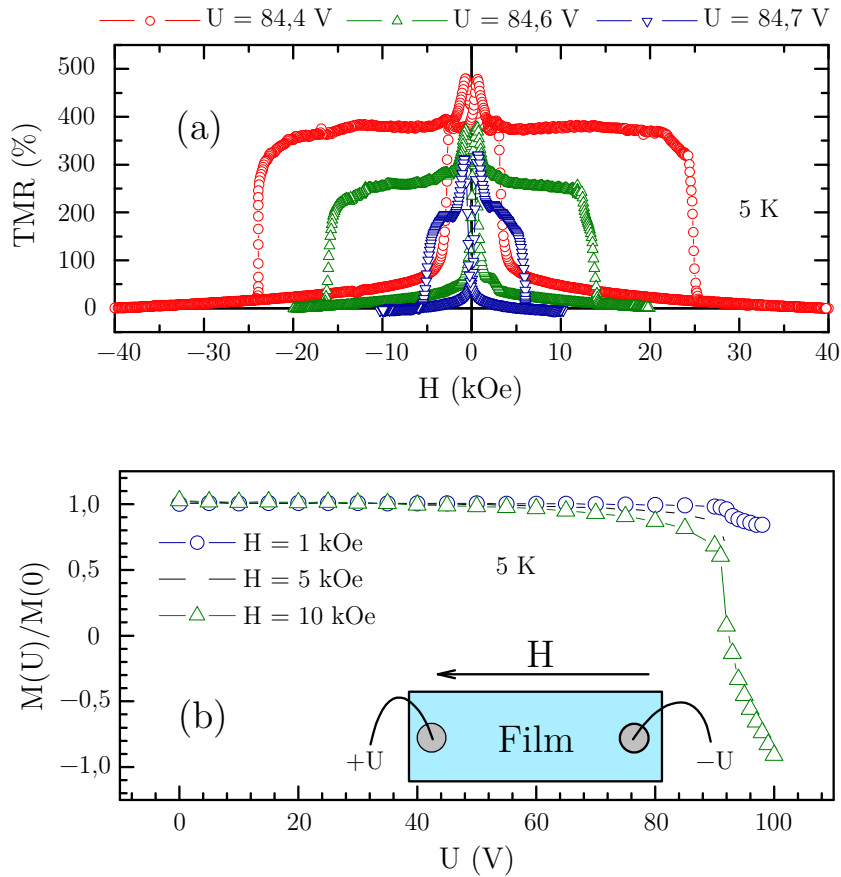 U = 84,4 V U = 84,6 V U = 84,7 V
500
400
300
200
100
0
TMR (%)
(a)
5 K
−40 −30 −20 −10 0 10 20 30 40
H (kOe)
1,0
0,5
0
−0,5
−1,0
M(U)/M(0)
H = 1 kOe
H = 5 kOe
H = 10 kOe
5 K
H
(b)
Film
+U
−U
0 20 40 60 80 100
U (V)